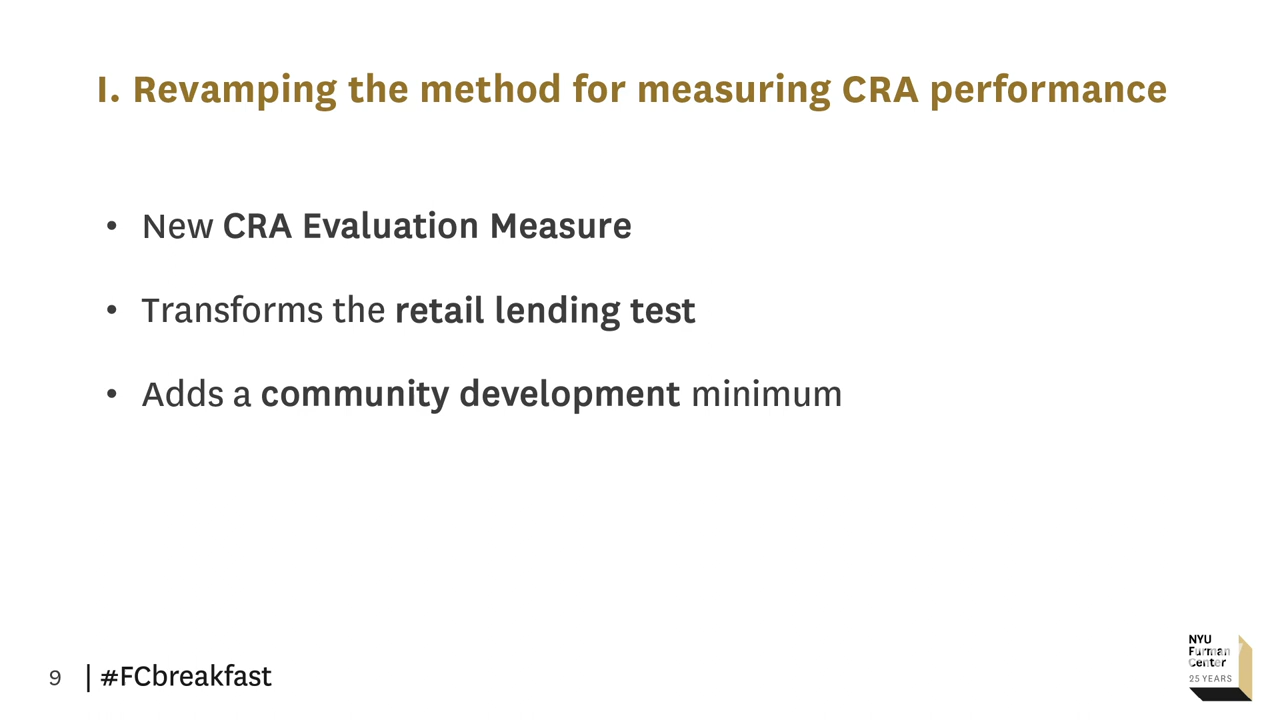 I. Revamping the method for measuring CRA performance
• New CRA Evaluation Measure
• Transforms the retail lending test
• Adds a community development minimum
9 | #FCbreakfast
NYU
Furman
Center
25 YEARS